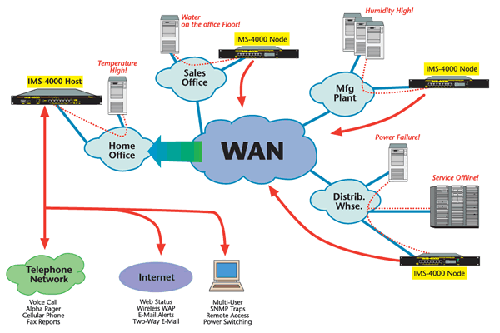 Water
on the office Floor!
IMS-4000 Node
Humidity High!
IMS-4000 Host
Temperature
High!
Sales
Office
IMS-4000 Node
Mfg
Plant
Home
Office
WAN
Power Failure!
Service Offline!
Distrib.
Whse.
IMS-4000 Node
Telephone
Network
Internet
Voice Call
Alpha Pager
Cellular Phone
Fax Reports
Web Status
Wireless WAP
E-Mail Alerts
Two-Way E-Mail
Multi-User
SNMP Traps
Remote Access
Power Switching